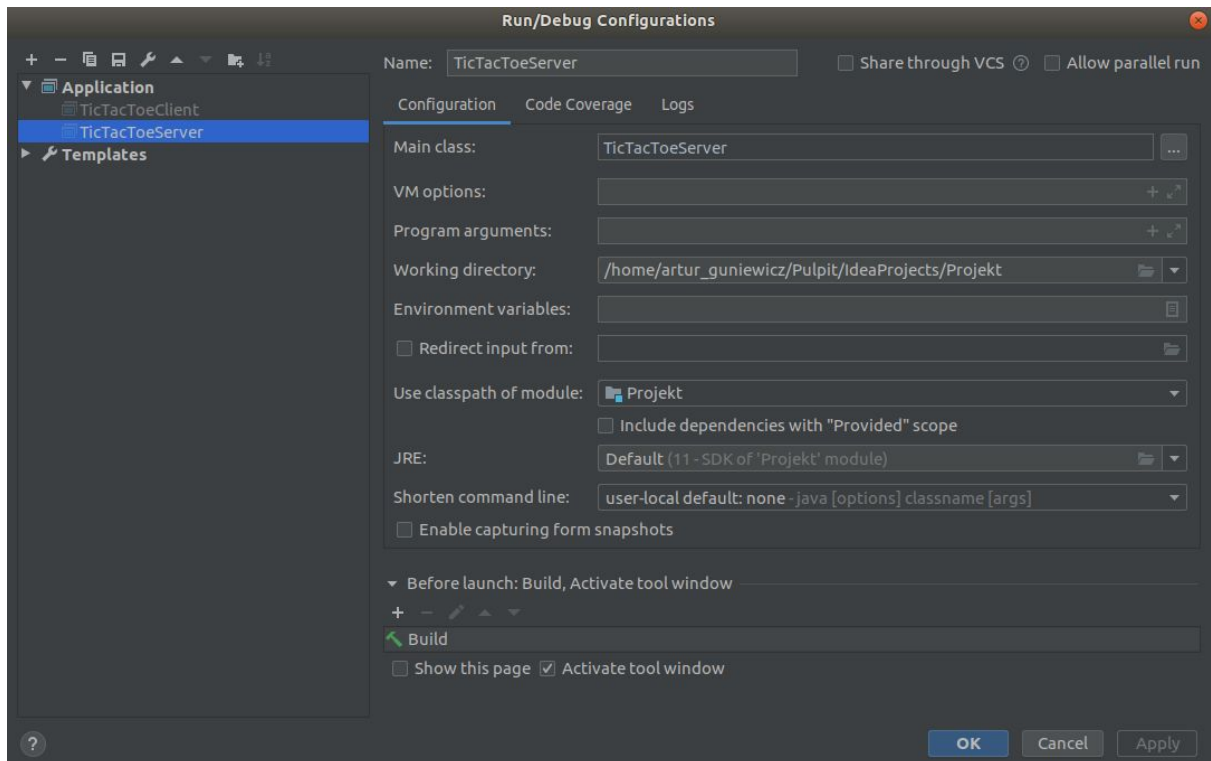 Run/Debug Configurations
Name: TicTacToeServer Share through VCS ? Allow parallel run
Application
TicTacToeClient
TicTacToeServer
Templates
Configuration Code Coverage Logs
Main class: TicTacToeServer ...
VM options:
Program arguments:
Working directory: /home/artur_guniewicz/Pulpit/IdeaProjects/Projekt
Environment variables:
Redirect input from:
Use classpath of module: Projekt
Include dependencies with "Provided" scope
JRE: Default (11 - SDK of 'Projekt' module)
Shorten command line: user-local default: none - java [options] classname [args]
Enable capturing form snapshots
Before launch: Build, Activate tool window
Build
Show this page Activate tool window
? OK Cancel Apply